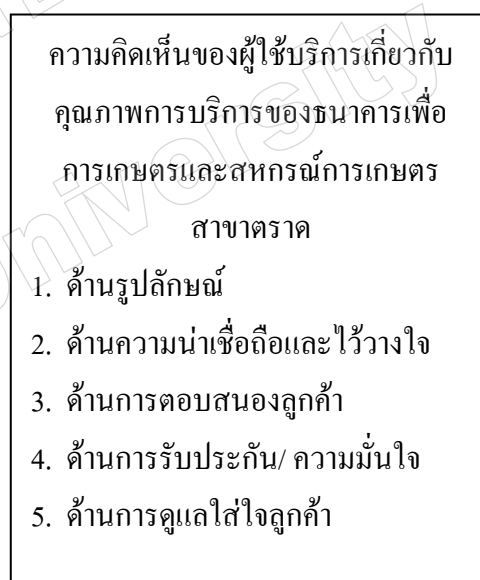 ความคิดเห็นของผู้ใช้บริการเกี่ยวกับ
คุณภาพการบริการของธนาคารเพื่อ
การเกษตรและสหกรณ์การเกษตร
สาขาตราด
1. ด้านรูปลักษณ์
2. ด้านความน่าเชื่อถือและไว้วางใจ
3. ด้านการตอบสนองลูกค้า
4. ด้านการรับประกัน/ ความมั่นใจ
5. ด้านการดูแลใส่ใจลูกค้า
University